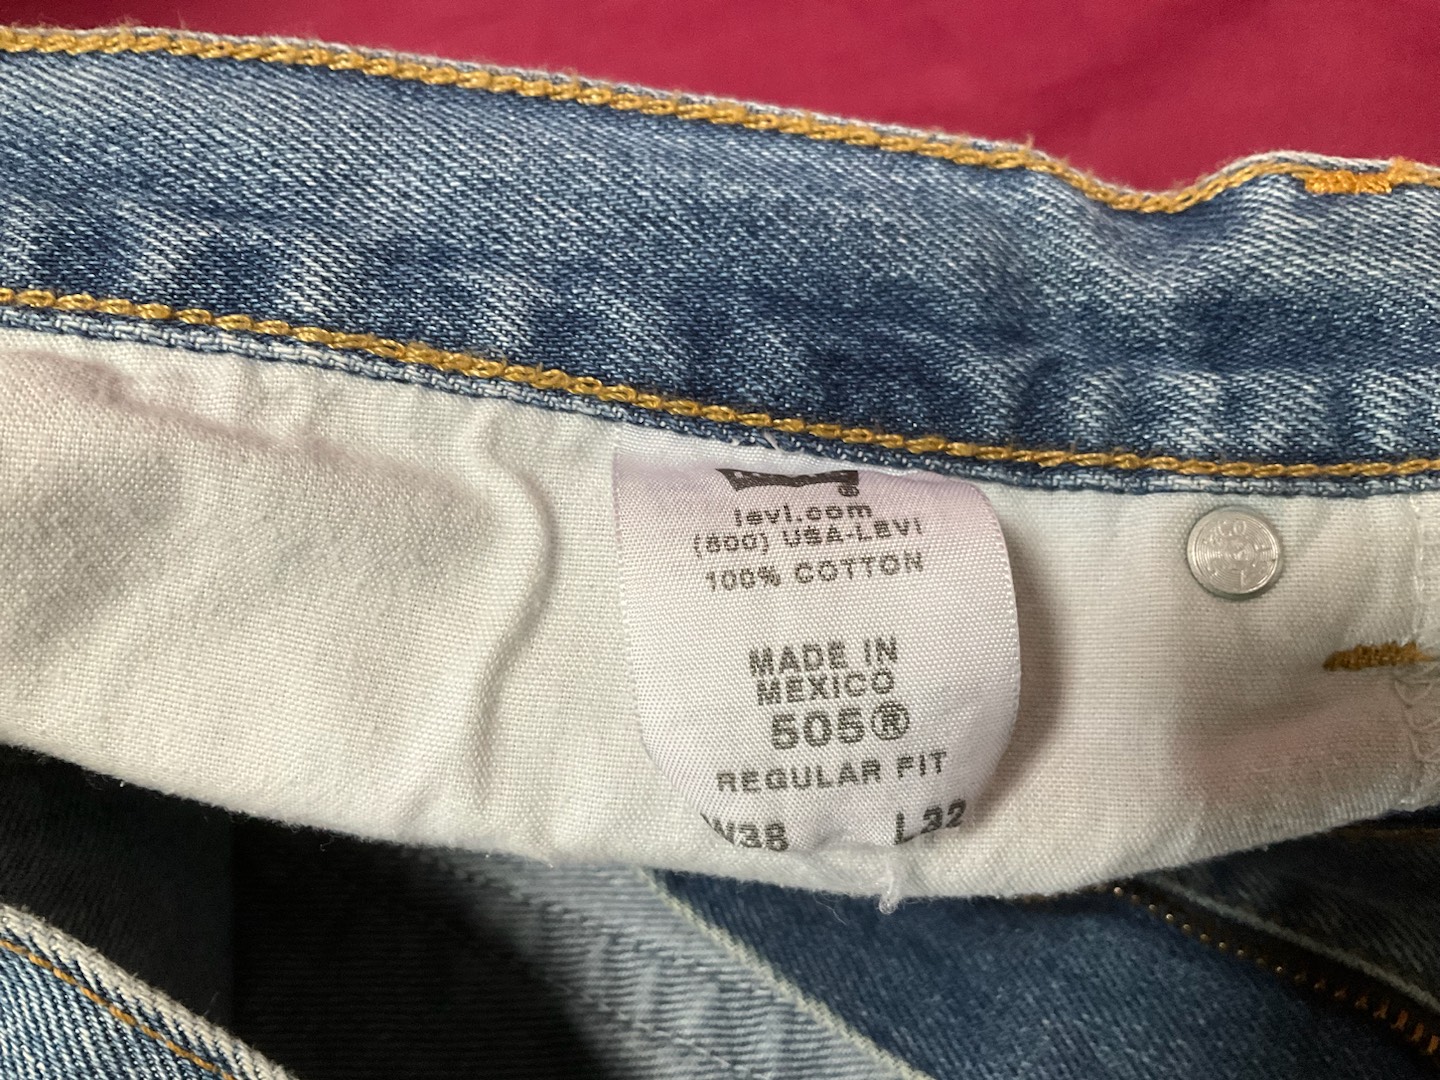 levi.com
(800) USA-LEVI
100% COTTON
MADE IN
MEXICO
505®
REGULAR FIT
W38 L32